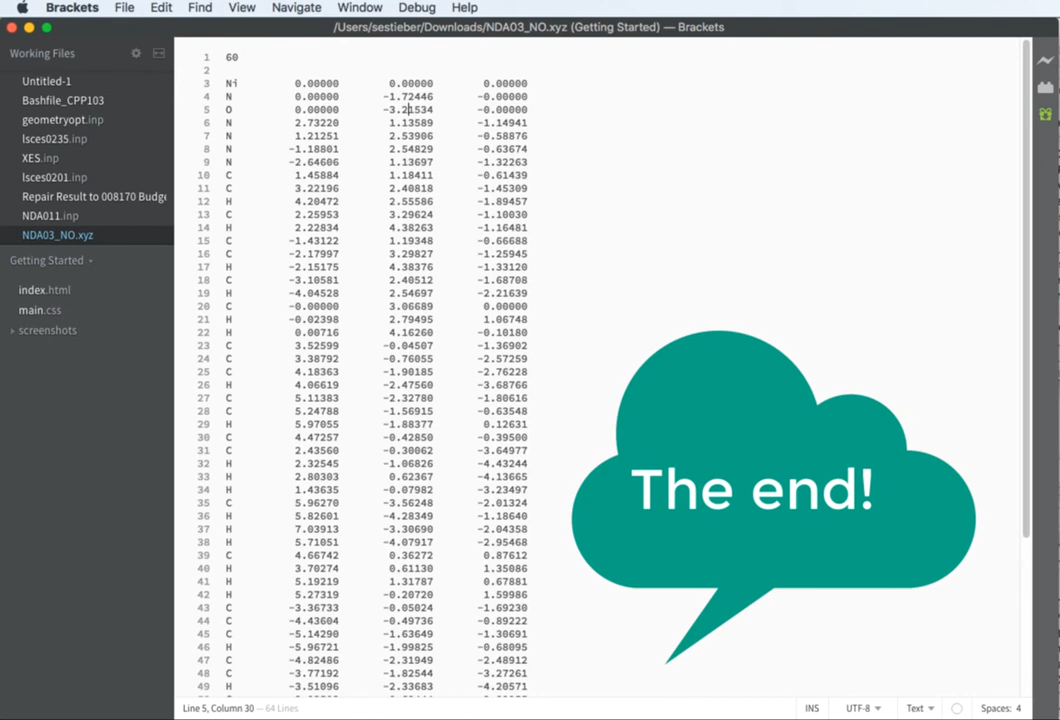 Brackets File Edit Find View Navigate Window Debug Help
/Users/sestieber/Downloads/NDA03_NO.xyz (Getting Started) — Brackets
Working Files
Untitled-1
Bashfile_CPP103
geometryopt.inp
lsces0235.inp
XES.inp
lsces0201.inp
Repair Result to 008170 Budge
NDA011.inp
NDA03_NO.xyz
Getting Started
index.html
main.css
screenshots
1 60
2
3 Ni 0.00000 0.00000 0.00000
4 N 0.00000 -1.72446 -0.00000
5 O 0.00000 -3.21534 -0.00000
6 N 2.73220 1.13589 -1.14941
7 N 1.21251 2.53906 -0.58876
8 N -1.18801 2.54829 -0.63674
9 N -2.64606 1.13697 -1.32263
10 C 1.45884 1.18411 -0.61439
11 C 3.22196 2.40818 -1.45309
12 H 4.20472 2.55586 -1.89457
13 C 2.25953 3.29624 -1.10030
14 H 2.22834 4.38263 -1.16481
15 C -1.43122 1.19348 -0.66688
16 C -2.17997 3.29827 -1.25945
17 H -2.15175 4.38376 -1.33120
18 C -3.10581 2.40512 -1.68708
19 H -4.04528 2.54697 -2.21639
20 C -0.00000 3.06689 0.00000
21 H -0.02398 2.79495 1.06748
22 H 0.00716 4.16260 -0.10180
23 C 3.52599 -0.04507 -1.36902
24 C 3.38792 -0.76055 -2.57259
25 C 4.18363 -1.90185 -2.76228
26 H 4.06619 -2.47560 -3.68766
27 C 5.11383 -2.32780 -1.80616
28 C 5.24788 -1.56915 -0.63548
29 H 5.97055 -1.88377 0.12631
30 C 4.47257 -0.42850 -0.39500
31 C 2.43560 -0.30062 -3.64977
32 H 2.32545 -1.06826 -4.43244
33 H 2.80303 0.62367 -4.13665
34 H 1.43635 -0.07982 -3.23497
35 C 5.96270 -3.56248 -2.01324
36 H 5.82601 -4.28349 -1.18640
37 H 7.03913 -3.30690 -2.04358
38 H 5.71051 -4.07917 -2.95468
39 C 4.66742 0.36272 0.87612
40 H 3.70274 0.61130 1.35086
41 H 5.19219 1.31787 0.67881
42 H 5.27319 -0.20720 1.59986
43 C -3.36733 -0.05024 -1.69230
44 C -4.43604 -0.49736 -0.89222
45 C -5.14290 -1.63649 -1.30691
46 H -5.96721 -1.99825 -0.68095
47 C -4.82486 -2.31949 -2.48912
48 C -3.77192 -1.82544 -3.27261
49 H -3.51096 -2.33683 -4.20571
The end!
Line 5, Column 30 — 64 Lines
INS UTF-8 Text Spaces: 4